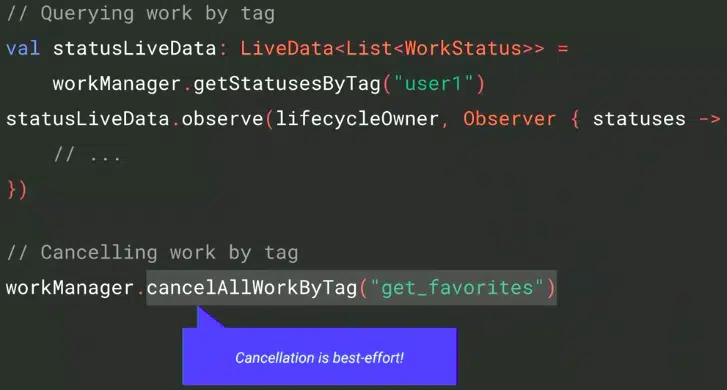 // Querying work by tag
val statusLiveData: LiveData<List<WorkStatus>> =
    workManager.getStatusesByTag("user1")
statusLiveData.observe(lifecycleOwner, Observer { statuses ->
    // ...
})
// Cancelling work by tag
workManager.cancelAllWorkByTag("get_favorites")
Cancellation is best-effort!